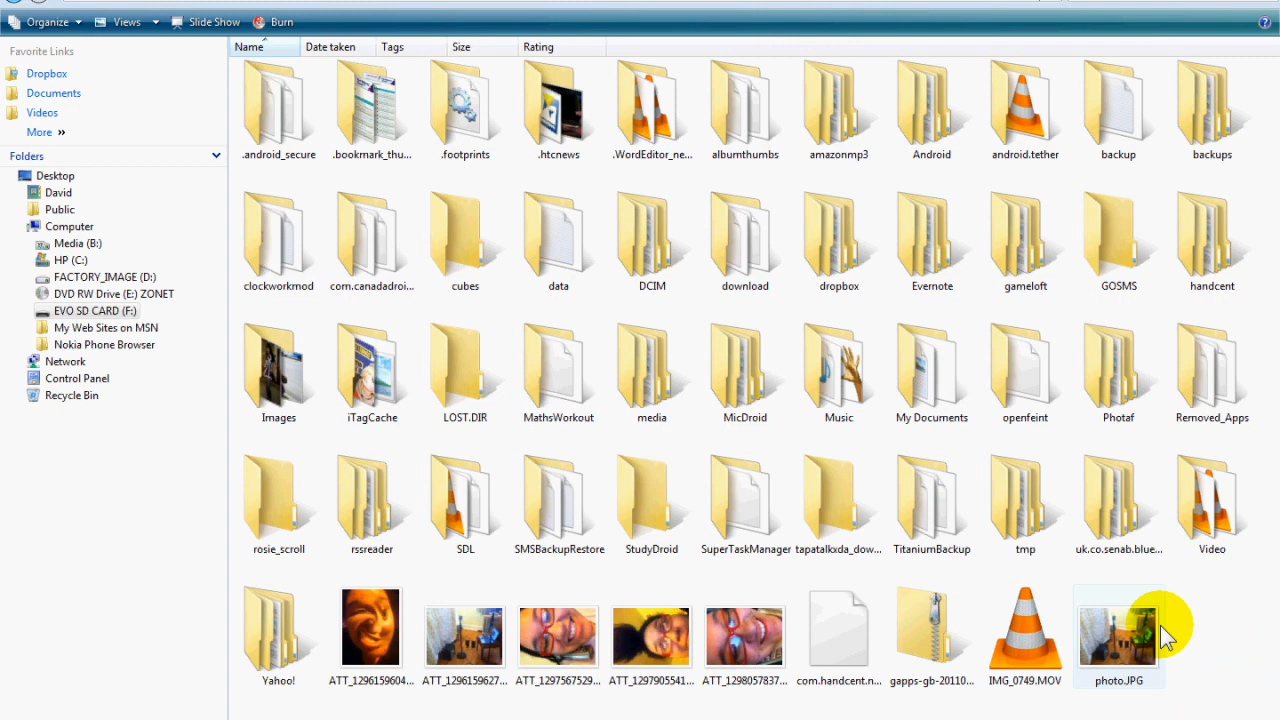 Organize Views Slide Show Burn
Favorite Links
Dropbox
Documents
Videos
More »
Folders
Desktop
David
Public
Computer
Media (B:)
HP (C:)
FACTORY_IMAGE (D:)
DVD RW Drive (E:) ZONET
EVO SD CARD (F:)
My Web Sites on MSN
Nokia Phone Browser
Network
Control Panel
Recycle Bin
Name Date taken Tags Size Rating
.android_secure .bookmark_thu... .footprints .htcnews .WordEditor_ne... albumthumbs amazonmp3 Android android.tether backup backups
clockworkmod com.canadadroi... cubes data DCIM download dropbox Evernote gameloft GOSMS handcent
Images iTagCache LOST.DIR MathsWorkout media MicDroid Music My Documents openfeint Photaf Removed_Apps
rosie_scroll rssreader SDL SMSBackupRestore StudyDroid SuperTaskManager tapatalkxda_dow... TitaniumBackup tmp uk.co.senab.blue... Video
Yahoo! ATT_1296159604... ATT_1296159627... ATT_1297567529... ATT_1297905541... ATT_1298057837... com.handcent.n... gapps-gb-20110... IMG_0749.MOV photo.JPG